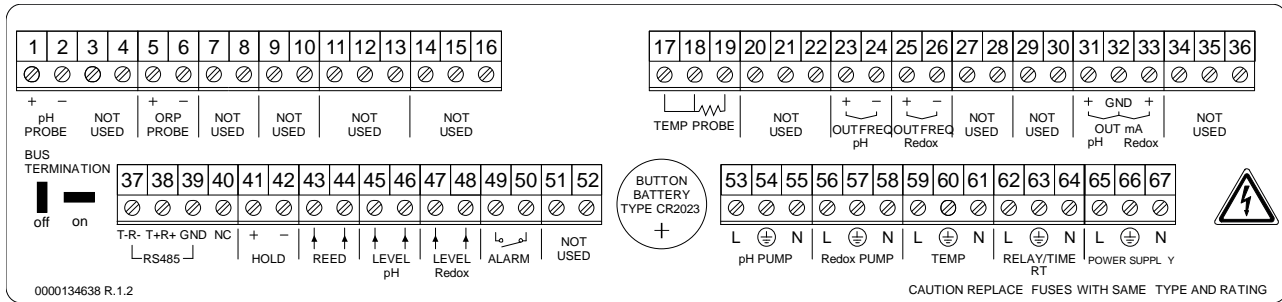 1 2 3 4 5 6 7 8 9 10 11 12 13 14 15 16
+ − + −
pH PROBE
NOT USED
ORP PROBE
NOT USED
NOT USED
NOT USED
NOT USED
17 18 19 20 21 22 23 24 25 26 27 28 29 30 31 32 33 34 35 36
+ − + − + GND +
TEMP PROBE
NOT USED
OUTFREQ pH
OUTFREQ Redox
NOT USED
NOT USED
OUT mA
pH Redox
NOT USED
BUS TERMINATION
off on
37 38 39 40 41 42 43 44 45 46 47 48 49 50 51 52
T-R- T+R+ GND NC + −
RS485
HOLD
REED
LEVEL pH
LEVEL Redox
ALARM
NOT USED
BUTTON
BATTERY
TYPE CR2023
+
53 54 55 56 57 58 59 60 61 62 63 64 65 66 67
L N L N L N L N L N
pH PUMP
Redox PUMP
TEMP
RELAY/TIME RT
POWER SUPPL Y
0000134638 R.1.2
CAUTION REPLACE FUSES WITH SAME TYPE AND RATING